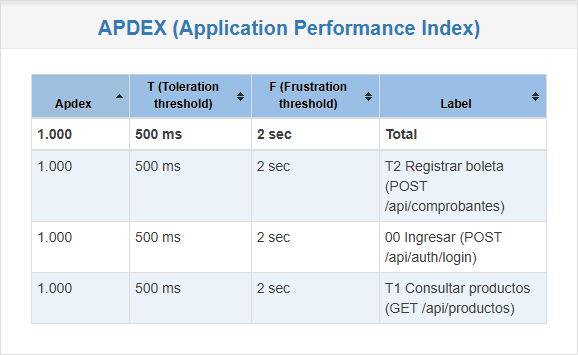 APDEX (Application Performance Index)
Apdex T (Toleration threshold) F (Frustration threshold) Label
1.000 500 ms 2 sec Total
1.000 500 ms 2 sec T2 Registrar boleta
(POST
/api/comprobantes)
1.000 500 ms 2 sec 00 Ingresar (POST
/api/auth/login)
1.000 500 ms 2 sec T1 Consultar productos
(GET /api/productos)